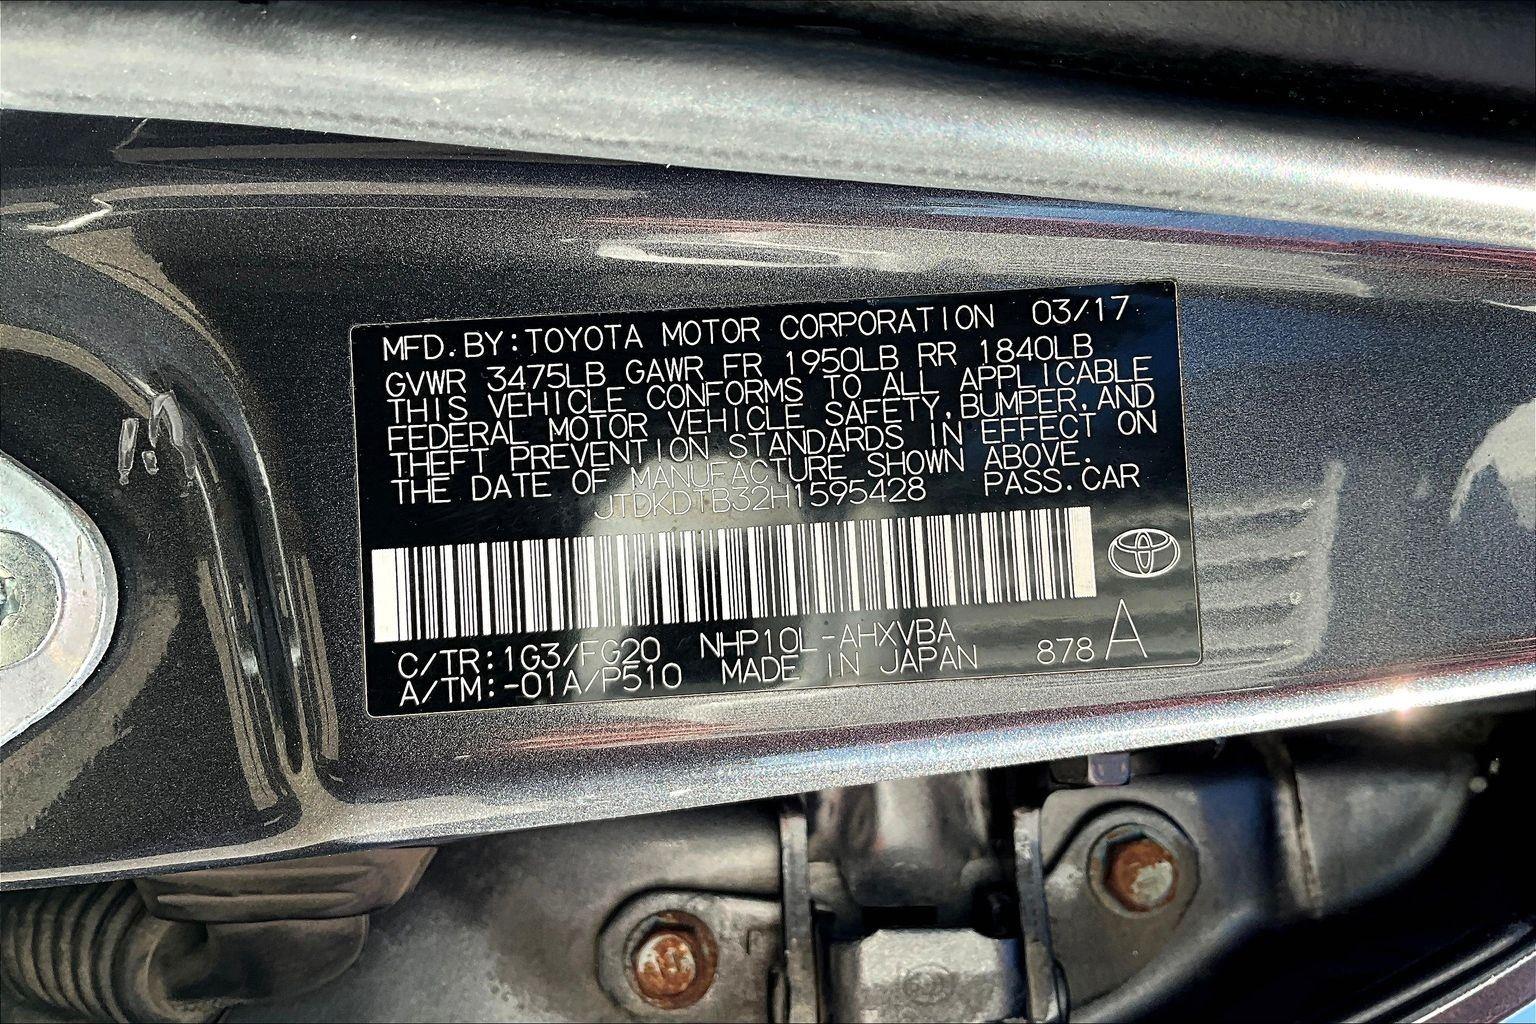 MFD.BY:TOYOTA MOTOR CORPORATION 03/17
GVWR 3475LB GAWR FR 1950LB RR 1840LB
THIS VEHICLE CONFORMS TO ALL APPLICABLE
FEDERAL MOTOR VEHICLE SAFETY,BUMPER,AND
THEFT PREVENTION STANDARDS IN EFFECT ON
THE DATE OF MANUFACTURE SHOWN ABOVE.
JTDKDTB32H1595428 PASS.CAR
C/TR:1G3/FG20 NHP10L-AHXVBA
A/TM:-01A/P510 MADE IN JAPAN 878 A